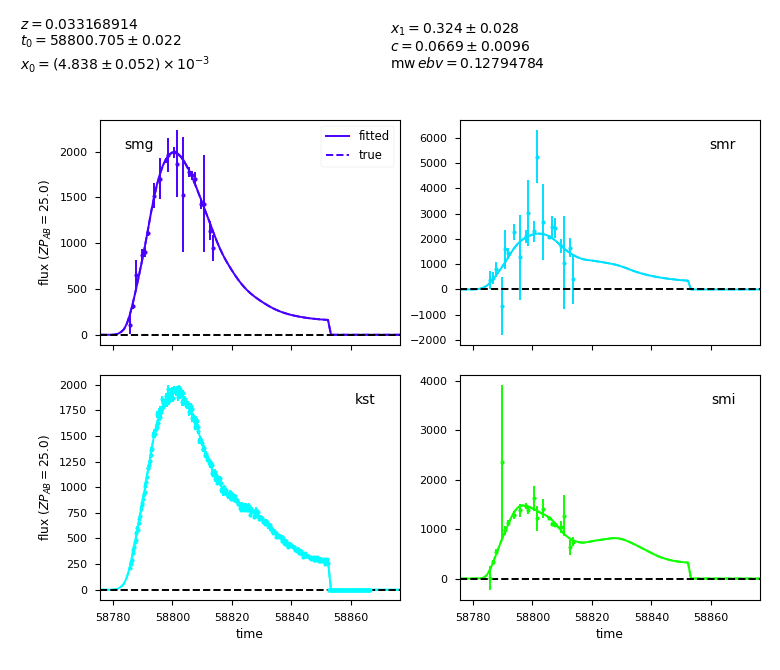 z = 0.033168914
t₀ = 58800.705 ± 0.022
x₀ = (4.838 ± 0.052) × 10⁻³
x₁ = 0.324 ± 0.028
c = 0.0669 ± 0.0096
mw ebv = 0.12794784
smg
fitted
true
2000
1500
1000
500
0
flux (ZP_AB = 25.0)
smr
6000
5000
4000
3000
2000
1000
0
−1000
−2000
kst
2000
1750
1500
1250
1000
750
500
250
0
flux (ZP_AB = 25.0)
58780 58800 58820 58840 58860
time
smi
4000
3000
2000
1000
0
58780 58800 58820 58840 58860
time